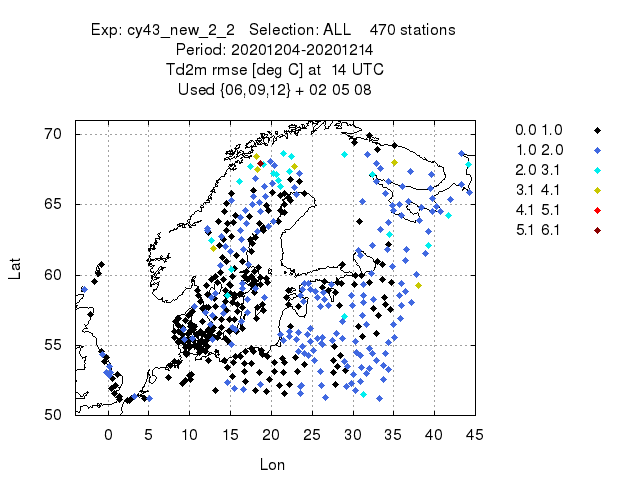 Exp: cy43_new_2_2 Selection: ALL 470 stations
Period: 20201204-20201214
Td2m rmse [deg C] at 14 UTC
Used {06,09,12} + 02 05 08
70
65
60
55
50
Lat
0 5 10 15 20 25 30 35 40 45
Lon
0.0 1.0
1.0 2.0
2.0 3.1
3.1 4.1
4.1 5.1
5.1 6.1